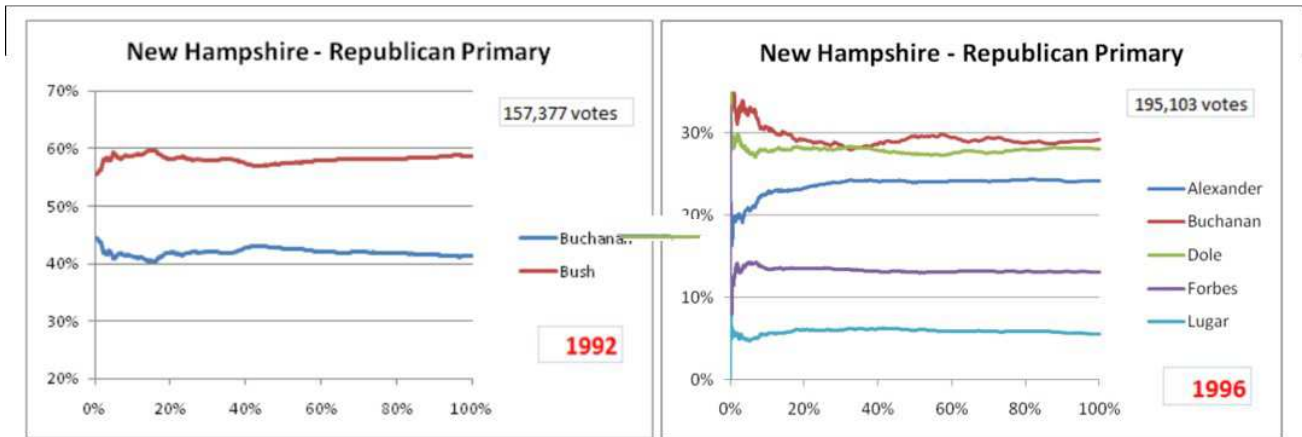 New Hampshire - Republican Primary
157,377 votes
70%
60%
50%
40%
30%
20%
0%
20%
40%
60%
80%
100%
Buchanan
Bush
1992
New Hampshire - Republican Primary
195,103 votes
30%
20%
10%
0%
0%
20%
40%
60%
80%
100%
Alexander
Buchanan
Dole
Forbes
Lugar
1996